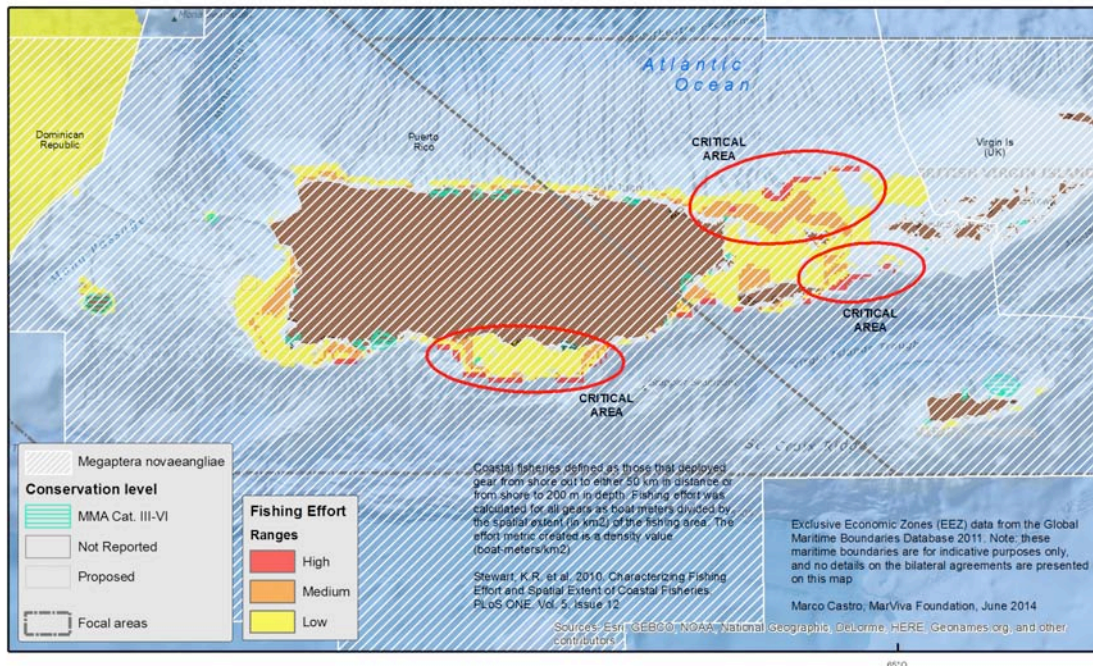 Atlantic
Ocean
Dominican
Republic
Puerto
Rico
CRITICAL
AREA
Virgin Is
(UK)
Mona Passage
CRITICAL
AREA
CRITICAL
AREA
St. Croix Ridge
Megaptera novaeangliae
Conservation level
MMA Cat. III-VI
Not Reported
Proposed
Focal areas
Fishing Effort
Ranges
High
Medium
Low
Coastal fisheries defined as those that deployed
gear from shore out to either 50 km in distance or
from shore to 200 m in depth. Fishing effort was
calculated for all gears as boat meters divided by
the spatial extent (in km2) of the fishing area. The
effort metric created is a density value
(boat-meters/km2)
Stewart, K.R, et al. 2010, Characterizing Fishing
Effort and Spatial Extent of Coastal Fisheries,
PLoS ONE, Vol. 5, Issue 12
Exclusive Economic Zones (EEZ) data from the Global
Maritime Boundaries Database 2011. Note: these
maritime boundaries are for indicative purposes only,
and no details on the bilateral agreements are presented
on this map
Marco Castro; MarViva Foundation, June 2014
Sources: Esri, GEBCO, NOAA, National Geographic, DeLorme, HERE, Geonames.org, and other
contributors
65°0